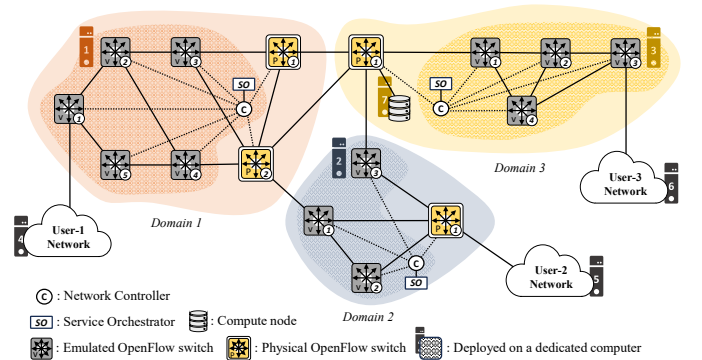 1
V 2
V 3
P 1
P 1
V 1
V 2
V 3
3
SO
C
7
SO
C
V 4
V 1
V 5
V 4
P 2
2
V 3
Domain 3
Domain 1
4
User-1
Network
V 1
P 1
User-3
Network
6
C
SO
V 2
User-2
Network
5
Domain 2
C : Network Controller
SO : Service Orchestrator : Compute node
V : Emulated OpenFlow switch P : Physical OpenFlow switch : Deployed on a dedicated computer